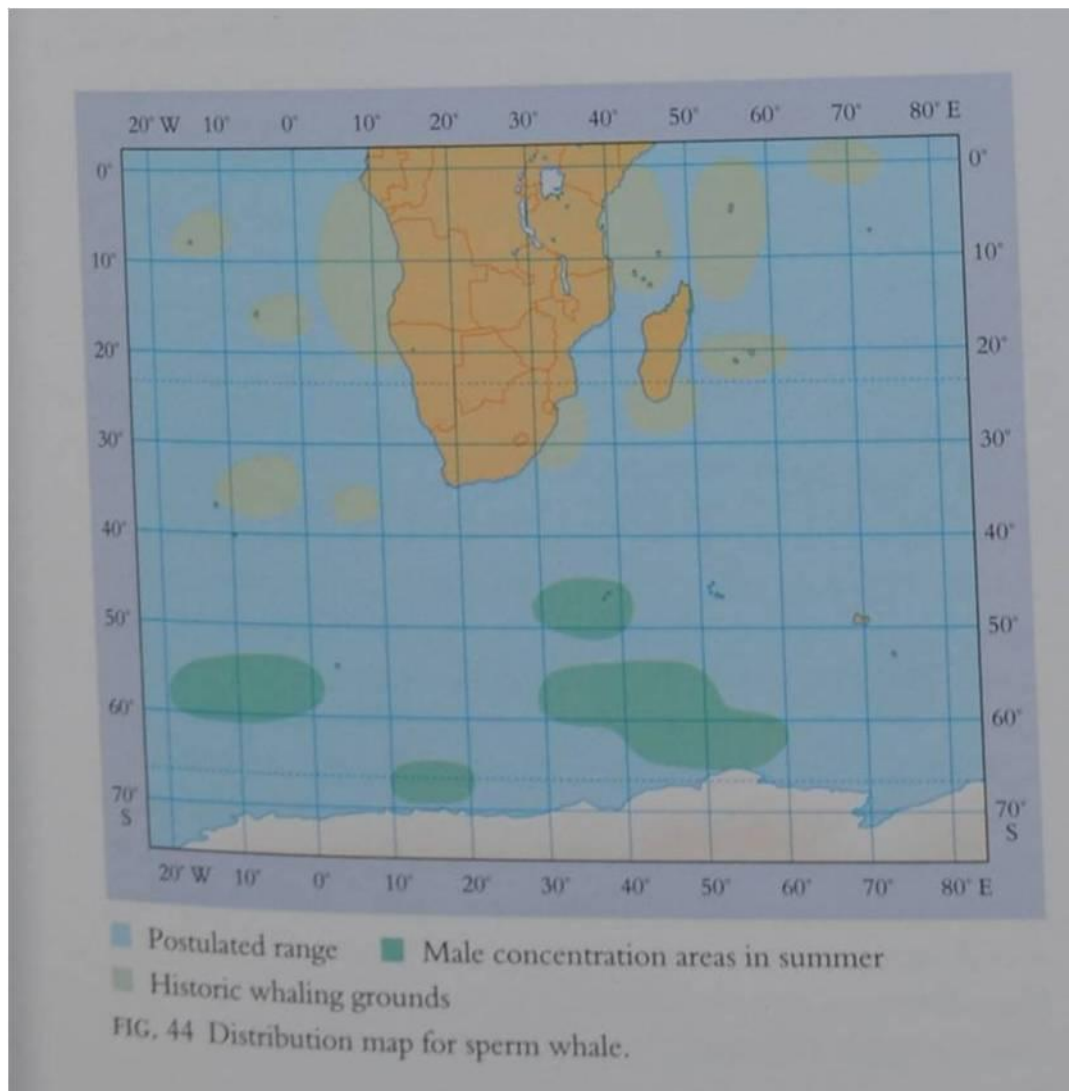 20° W 10° 0° 10° 20° 30° 40° 50° 60° 70° 80° E
0° 0°
10° 10°
20° 20°
30° 30°
40° 40°
50° 50°
60° 60°
70° 70°
S S
20° W 10° 0° 10° 20° 30° 40° 50° 60° 70° 80° E
Postulated range Male concentration areas in summer
Historic whaling grounds
FIG. 44 Distribution map for sperm whale.